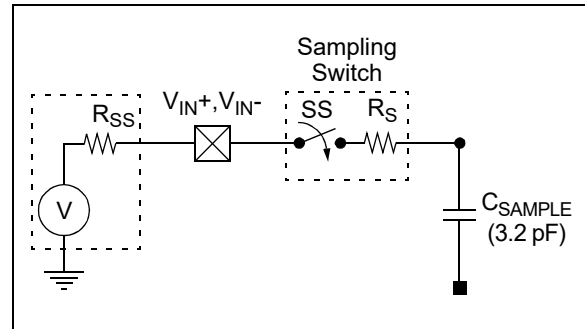 Sampling
Switch
VIN+,VIN-
RSS
SS
RS
V
CSAMPLE
(3.2 pF)